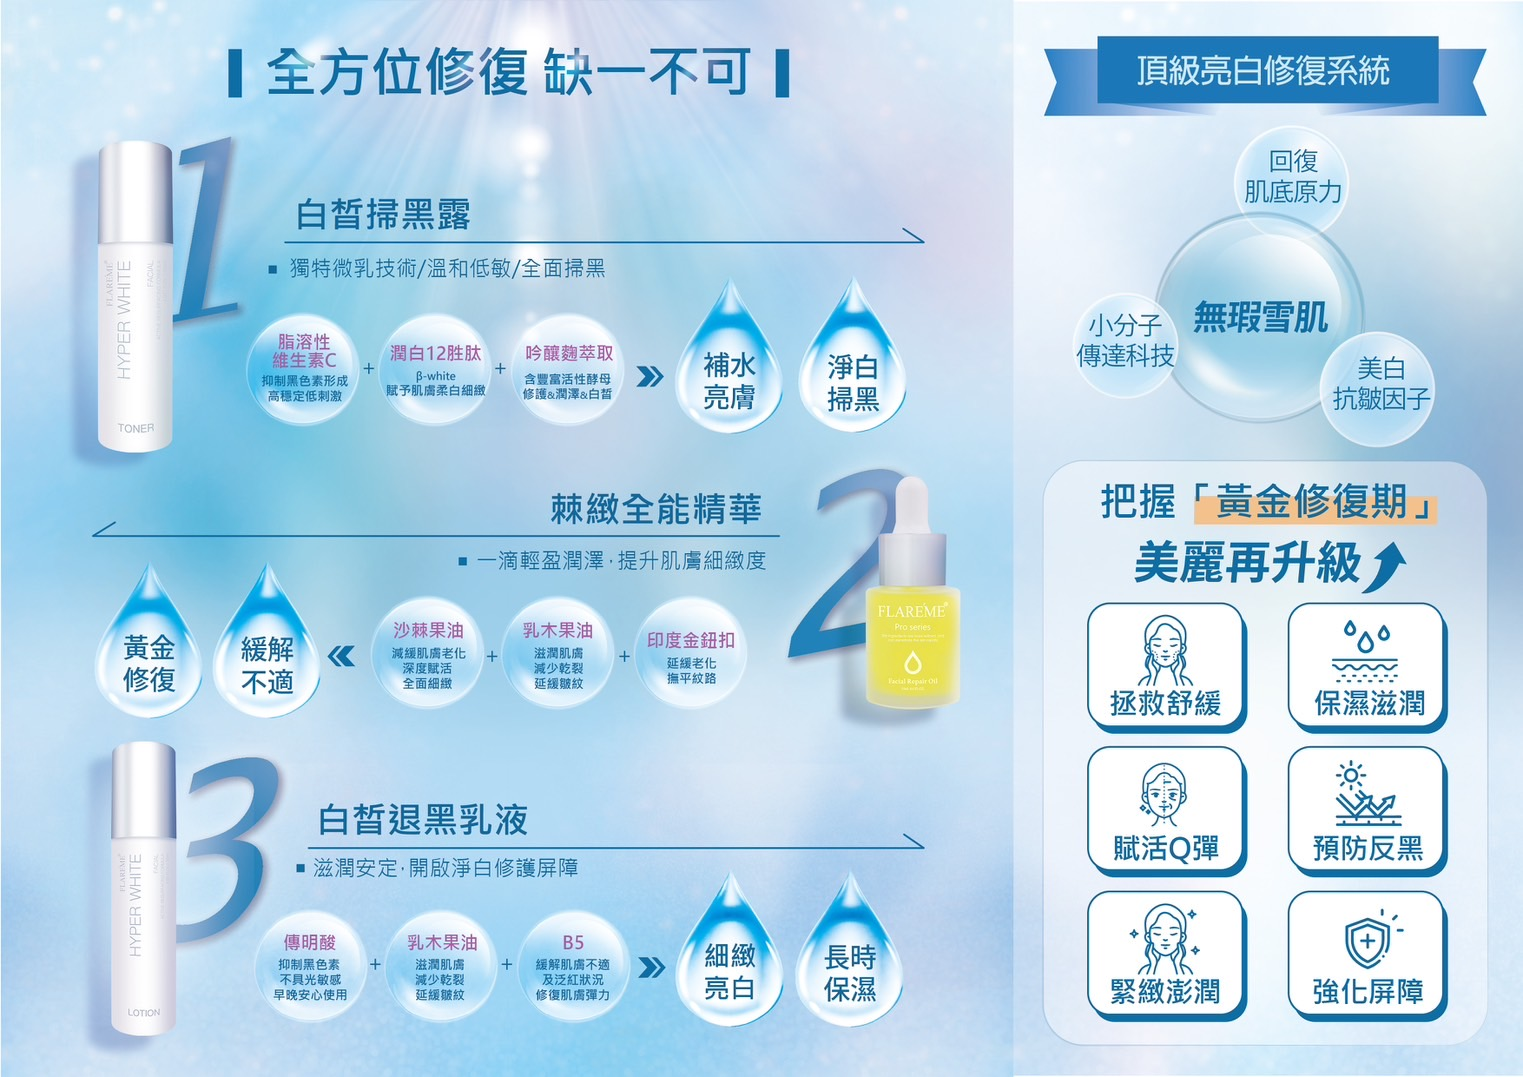 全方位修復 缺一不可
1
白皙掃黑露
獨特微乳技術/溫和低敏/全面掃黑
FLAREME
HYPER WHITE
FACIAL
TONER
脂溶性
維生素C
抑制黑色素形成
高穩定低刺激
+
潤白12胜肽
β-white
賦予肌膚柔白細緻
+
吟釀麴萃取
含豐富活性酵母
修護&潤澤&白皙
補水
亮膚
淨白
掃黑
2
棘緻全能精華
一滴輕盈潤澤·提升肌膚細緻度
黃金
修復
緩解
不適
沙棘果油
減緩肌膚老化
深度賦活
全面細緻
+
乳木果油
滋潤肌膚
減少乾裂
延緩皺紋
+
印度金鈕扣
延緩老化
撫平紋路
FLAREME®
Pro series
Facial Repair Oil
3
白皙退黑乳液
滋潤安定·開啟淨白修護屏障
FLAREME
HYPER WHITE
FACIAL
LOTION
傳明酸
抑制黑色素
不具光敏感
早晚安心使用
+
乳木果油
滋潤肌膚
減少乾裂
延緩皺紋
+
B5
緩解肌膚不適
及泛紅狀況
修復肌膚彈力
細緻
亮白
長時
保濕
頂級亮白修復系統
回復
肌底原力
無瑕雪肌
小分子
傳達科技
美白
抗皺因子
把握「黃金修復期」
美麗再升級
拯救舒緩
保濕滋潤
賦活Q彈
預防反黑
緊緻澎潤
強化屏障